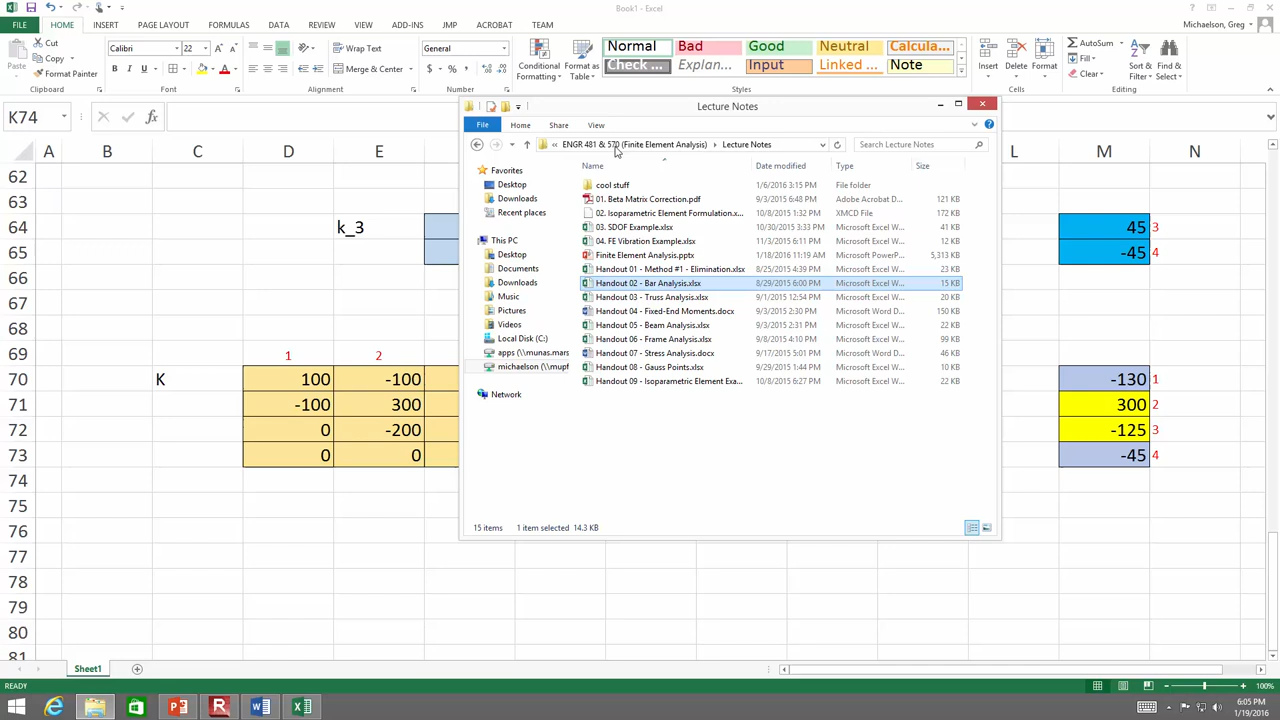 Book1 - Excel
FILE HOME INSERT PAGE LAYOUT FORMULAS DATA REVIEW VIEW ADD-INS JMP ACROBAT TEAM Michaelson, Greg
Cut
Copy
Format Painter
Paste
Clipboard
Calibri 22
B I U
Font
Wrap Text
Merge & Center
Alignment
General
$ % ,
Number
Conditional Formatting
Format as Table
Normal Bad Good Neutral Calcula...
Check ... Explan... Input Linked ... Note
Styles
Insert Delete Format
Cells
AutoSum
Fill
Clear
Sort & Filter
Find & Select
Editing
K74
fx
A B C D E L M N
62
63
64 k_3 45 3
65 -45 4
66
67
68
69 1 2
70 K 100 -100 -130 1
71 -100 300 300 2
72 0 -200 -125 3
73 0 0 -45 4
74
75
76
77
78
79
80
81
Lecture Notes
File Home Share View
« ENGR 481 & 570 (Finite Element Analysis) Lecture Notes Search Lecture Notes
Name Date modified Type Size
Favorites
Desktop
Downloads
Recent places
This PC
Desktop
Documents
Downloads
Music
Pictures
Videos
Local Disk (C:)
apps (\\munas.mars
michaelson (\\mupf
Network
cool stuff 1/6/2016 3:15 PM File folder
01. Beta Matrix Correction.pdf 9/3/2015 6:48 PM Adobe Acrobat D... 121 KB
02. Isoparametric Element Formulation.x... 10/8/2015 1:32 PM XMCD File 172 KB
03. SDOF Example.xlsx 10/30/2015 3:33 PM Microsoft Excel W... 41 KB
04. FE Vibration Example.xlsx 11/3/2015 6:11 PM Microsoft Excel W... 12 KB
Finite Element Analysis.pptx 1/18/2016 11:19 AM Microsoft PowerP... 5,313 KB
Handout 01 - Method #1 - Elimination.xlsx 8/25/2015 4:39 PM Microsoft Excel W... 23 KB
Handout 02 - Bar Analysis.xlsx 8/29/2015 6:00 PM Microsoft Excel W... 15 KB
Handout 03 - Truss Analysis.xlsx 9/1/2015 12:54 PM Microsoft Excel W... 20 KB
Handout 04 - Fixed-End Moments.docx 9/3/2015 2:30 PM Microsoft Word D... 150 KB
Handout 05 - Beam Analysis.xlsx 9/3/2015 2:31 PM Microsoft Excel W... 22 KB
Handout 06 - Frame Analysis.xlsx 9/8/2015 4:10 PM Microsoft Excel W... 99 KB
Handout 07 - Stress Analysis.docx 9/17/2015 5:01 PM Microsoft Word D... 46 KB
Handout 08 - Gauss Points.xlsx 9/29/2015 1:44 PM Microsoft Excel W... 10 KB
Handout 09 - Isoparametric Element Exa... 10/8/2015 6:27 PM Microsoft Excel W... 22 KB
15 items 1 item selected 14.3 KB
Sheet1
READY 100%
6:05 PM
1/19/2016